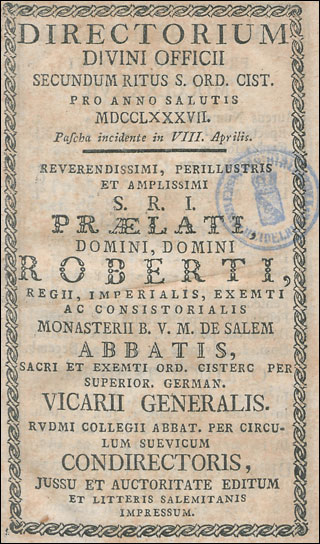 DIRECTORIUM
DIVINI OFFICII
SECUNDUM RITUS S. ORD. CIST.
PRO ANNO SALUTIS
MDCCLXXXVII.
Pascha incidente in VIII. Aprilis.
REVERENDISSIMI, PERILLUSTRIS
ET AMPLISSIMI
S. R. I.
PRÆLATI,
DOMINI, DOMINI
ROBERTI,
REGII, IMPERIALIS, EXEMTI
AC CONSISTORIALIS
MONASTERII B. V. M. DE SALEM
ABBATIS,
SACRI ET EXEMTI ORD. CISTERC PER
SUPERIOR. GERMAN.
VICARII GENERALIS.
RVDMI COLLEGII ABBAT. PER CIRCU-
LUM SUEVICUM
CONDIRECTORIS,
JUSSU ET AUCTORITATE EDITUM
ET LITTERIS SALEMITANIS
IMPRESSUM.